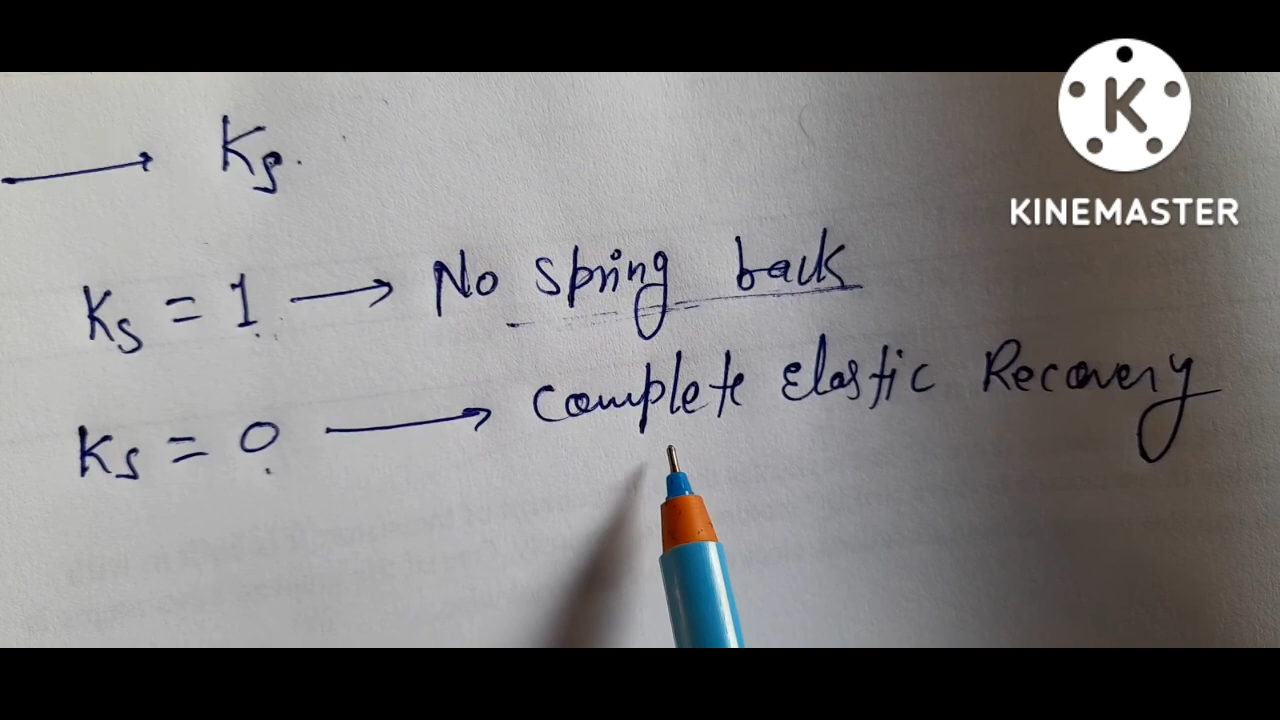 → Ks.
KINEMASTER
Ks = 1 → No spring back
Ks = 0 → complete Elastic Recovery